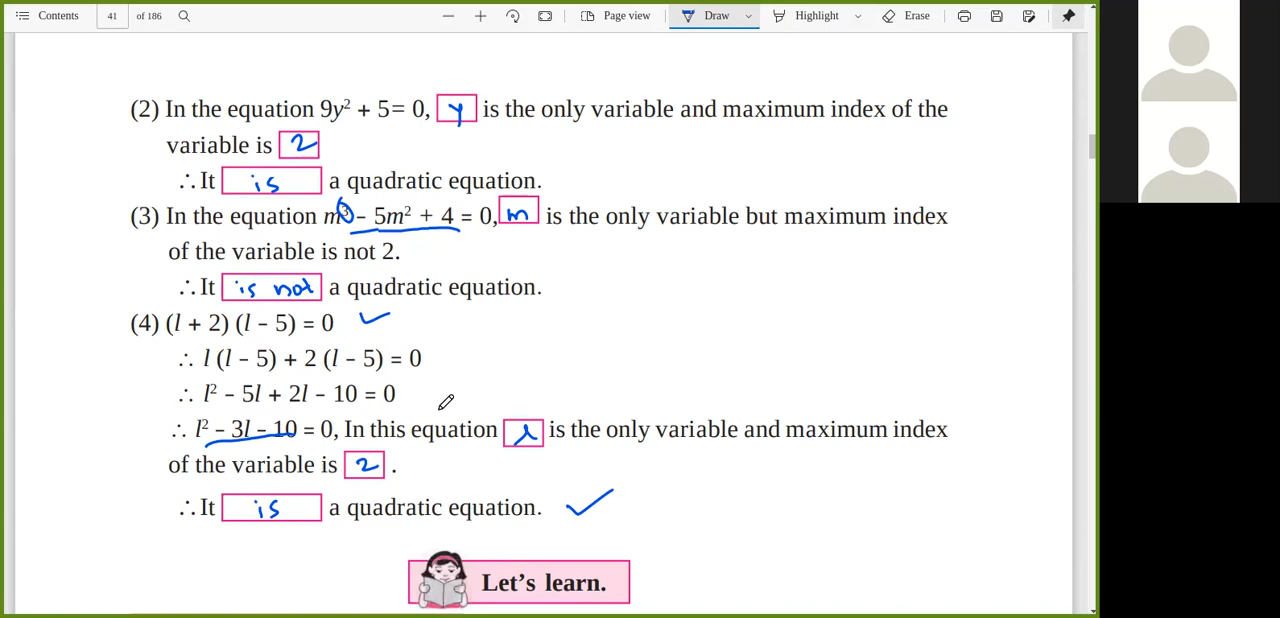 Contents 41 of 186 Page view Draw Highlight Erase
(2) In the equation 9y² + 5 = 0, y is the only variable and maximum index of the
variable is 2
∴ It is a quadratic equation.
(3) In the equation m³ – 5m² + 4 = 0, m is the only variable but maximum index
of the variable is not 2.
∴ It is not a quadratic equation.
(4) (l + 2) (l – 5) = 0
∴ l (l – 5) + 2 (l – 5) = 0
∴ l² – 5l + 2l – 10 = 0
∴ l² – 3l – 10 = 0, In this equation l is the only variable and maximum index
of the variable is 2 .
∴ It is a quadratic equation.
Let's learn.